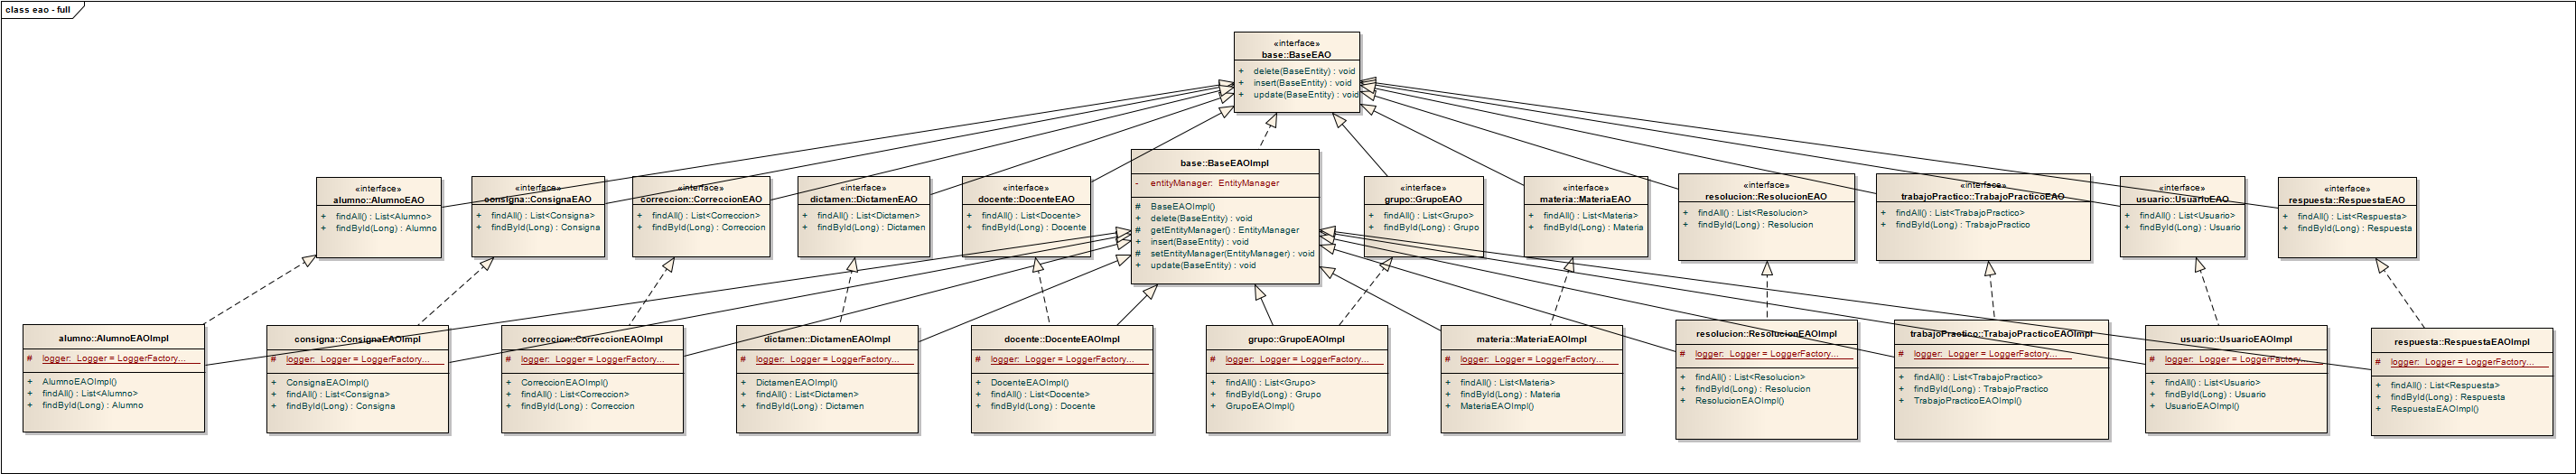 class eao - full
«interface»
base::BaseEAO
+ delete(BaseEntity) : void
+ insert(BaseEntity) : void
+ update(BaseEntity) : void
«interface»
alumno::AlumnoEAO
+ findAll() : List<Alumno>
+ findById(Long) : Alumno
«interface»
consigna::ConsignaEAO
+ findAll() : List<Consigna>
+ findById(Long) : Consigna
«interface»
correccion::CorreccionEAO
+ findAll() : List<Correccion>
+ findById(Long) : Correccion
«interface»
dictamen::DictamenEAO
+ findAll() : List<Dictamen>
+ findById(Long) : Dictamen
«interface»
docente::DocenteEAO
+ findAll() : List<Docente>
+ findById(Long) : Docente
base::BaseEAOImpl
- entityManager: EntityManager
# BaseEAOImpl()
+ delete(BaseEntity) : void
# getEntityManager() : EntityManager
+ insert(BaseEntity) : void
# setEntityManager(EntityManager) : void
+ update(BaseEntity) : void
«interface»
grupo::GrupoEAO
+ findAll() : List<Grupo>
+ findById(Long) : Grupo
«interface»
materia::MateriaEAO
+ findAll() : List<Materia>
+ findById(Long) : Materia
«interface»
resolucion::ResolucionEAO
+ findAll() : List<Resolucion>
+ findById(Long) : Resolucion
«interface»
trabajoPractico::TrabajoPracticoEAO
+ findAll() : List<TrabajoPractico>
+ findById(Long) : TrabajoPractico
«interface»
usuario::UsuarioEAO
+ findAll() : List<Usuario>
+ findById(Long) : Usuario
«interface»
respuesta::RespuestaEAO
+ findAll() : List<Respuesta>
+ findById(Long) : Respuesta
alumno::AlumnoEAOImpl
# logger: Logger = LoggerFactory...
+ AlumnoEAOImpl()
+ findAll() : List<Alumno>
+ findById(Long) : Alumno
consigna::ConsignaEAOImpl
# logger: Logger = LoggerFactory...
+ ConsignaEAOImpl()
+ findAll() : List<Consigna>
+ findById(Long) : Consigna
correccion::CorreccionEAOImpl
# logger: Logger = LoggerFactory...
+ CorreccionEAOImpl()
+ findAll() : List<Correccion>
+ findById(Long) : Correccion
dictamen::DictamenEAOImpl
# logger: Logger = LoggerFactory...
+ DictamenEAOImpl()
+ findAll() : List<Dictamen>
+ findById(Long) : Dictamen
docente::DocenteEAOImpl
# logger: Logger = LoggerFactory...
+ DocenteEAOImpl()
+ findAll() : List<Docente>
+ findById(Long) : Docente
grupo::GrupoEAOImpl
# logger: Logger = LoggerFactory...
+ findAll() : List<Grupo>
+ findById(Long) : Grupo
+ GrupoEAOImpl()
materia::MateriaEAOImpl
# logger: Logger = LoggerFactory...
+ findAll() : List<Materia>
+ findById(Long) : Materia
+ MateriaEAOImpl()
resolucion::ResolucionEAOImpl
# logger: Logger = LoggerFactory...
+ findAll() : List<Resolucion>
+ findById(Long) : Resolucion
+ ResolucionEAOImpl()
trabajoPractico::TrabajoPracticoEAOImpl
# logger: Logger = LoggerFactory...
+ findAll() : List<TrabajoPractico>
+ findById(Long) : TrabajoPractico
+ TrabajoPracticoEAOImpl()
usuario::UsuarioEAOImpl
# logger: Logger = LoggerFactory...
+ findAll() : List<Usuario>
+ findById(Long) : Usuario
+ UsuarioEAOImpl()
respuesta::RespuestaEAOImpl
# logger: Logger = LoggerFactory...
+ findAll() : List<Respuesta>
+ findById(Long) : Respuesta
+ RespuestaEAOImpl()